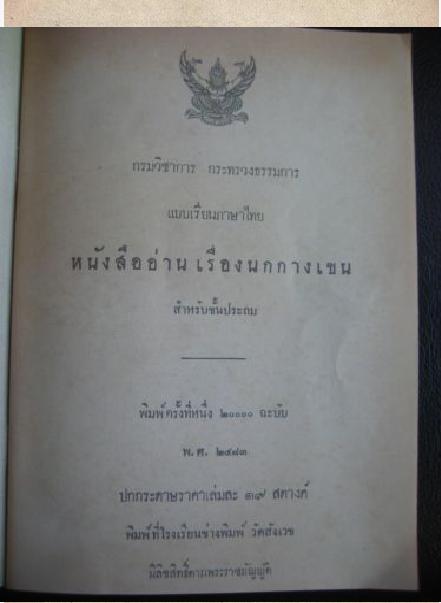 กรมวิชาการ กระทรวงธรรมการ
แบบเรียนภาษาไทย
หนังสืออ่าน เรื่องนกกางเขน
สำหรับชั้นประถม
พิมพ์ครั้งที่หนึ่ง ๒๐๐๐๐ ฉะบับ
พ.ศ. ๒๔๘๓
ปกกระดาษราคาเล่มละ ๑๗ สตางค์
พิมพ์ที่โรงเรียนช่างพิมพ์ วัดสังเวช
มีลิขสิทธิ์ตามพระราชบัญญัติ